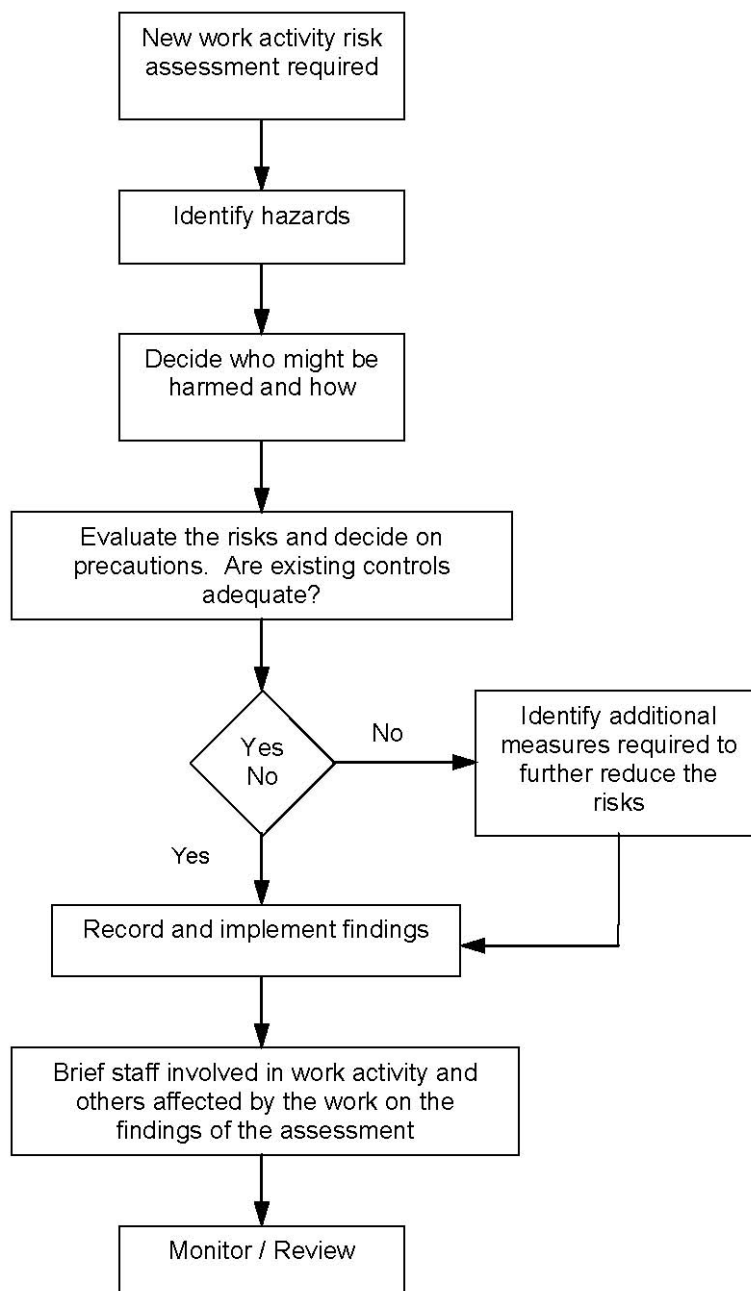 New work activity risk
assessment required
Identify hazards
Decide who might be
harmed and how
Evaluate the risks and decide on
precautions.  Are existing controls
adequate?
Yes
No
No
Identify additional
measures required to
further reduce the
risks
Yes
Record and implement findings
Brief staff involved in work activity and
others affected by the work on the
findings of the assessment
Monitor / Review